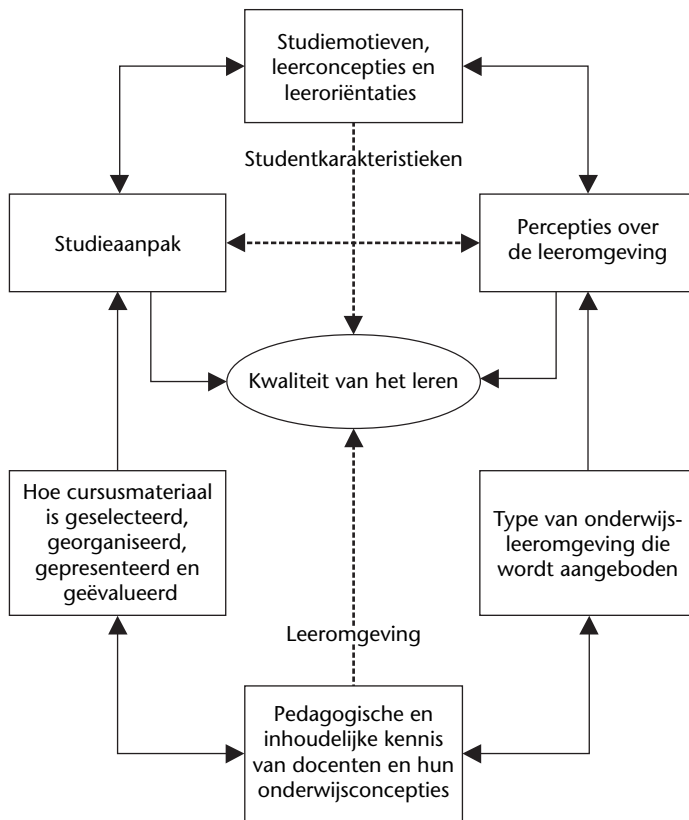 Studiemotieven,
leerconcepties en
leeroriëntaties
Studentkarakteristieken
Studieaanpak
Percepties over
de leeromgeving
Kwaliteit van het leren
Hoe cursusmateriaal
is geselecteerd,
georganiseerd,
gepresenteerd en
geëvalueerd
Type van onderwijs-
leeromgeving die
wordt aangeboden
Leeromgeving
Pedagogische en
inhoudelijke kennis
van docenten en hun
onderwijsconcepties